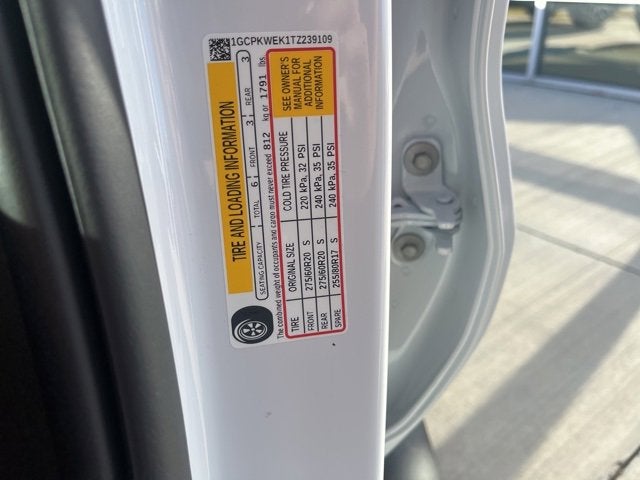 1GCPKWEK1TZ239109
TIRE AND LOADING INFORMATION
SEATING CAPACITY TOTAL 6 FRONT 3 REAR 3
The combined weight of occupants and cargo must never exceed 812 kg or 1791 lbs.
TIRE ORIGINAL SIZE COLD TIRE PRESSURE
FRONT 275/60R20 S 220 kPa, 32 PSI
REAR 275/60R20 S 240 kPa, 35 PSI
SPARE 255/80R17 S 240 kPa, 35 PSI
SEE OWNER'S
MANUAL FOR
ADDITIONAL
INFORMATION